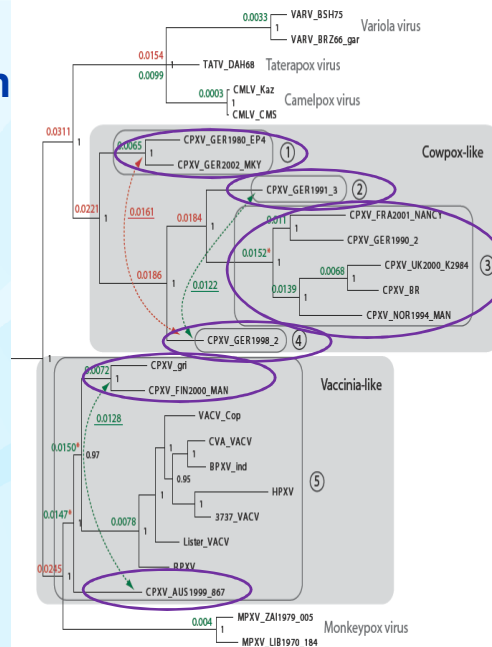 n
0.0033
VARV_BSH75
VARV_BRZ66_gar
Variola virus
0.0154
0.0099
1
1
TATV_DAH68
Taterapox virus
0.0003
CMLV_Kaz
1
CMLV_CMS
Camelpox virus
0.0311
1
Cowpox-like
0.0065
CPXV_GER1980_EP4
1
CPXV_GER2002_MKY
1
0.0221
1
0.0161
0.0184
CPXV_GER1991_3
2
1
0.011
CPXV_FRA2001_NANCY
1
CPXV_GER1990_2
0.0152*
1
3
0.0186
0.0122
0.0068
CPXV_UK2000_K2984
1
CPXV_BR
0.0139
1
CPXV_NOR1994_MAN
1
CPXV_GER1998_2
4
1
Vaccinia-like
0.0072
CPXV_gri
1
CPXV_FIN2000_MAN
0.0128
VACV_Cop
0.0150*
0.97
1
1
CVA_VACV
BPXV_ind
0.95
5
HPXV
1
3737_VACV
0.0147*
1
0.0078
1
Lister_VACV
1
RPXV
0.0245
1
CPXV_AUS1999_867
1
0.004
MPXV_ZAI1979_005
1
MPXV_LIB1970_184
Monkeypox virus